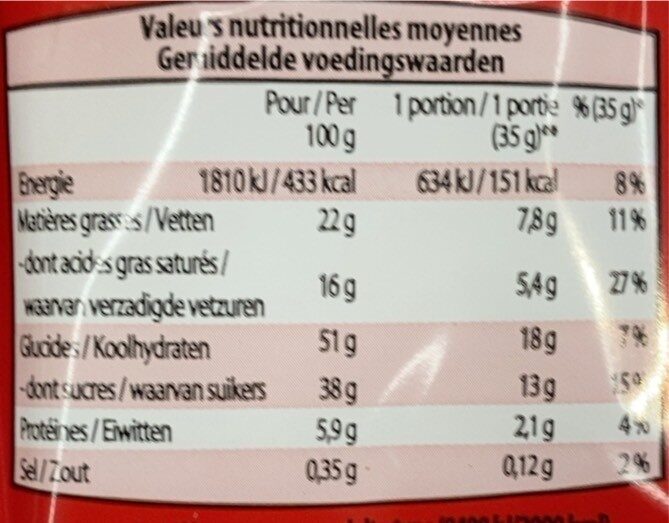 Valeurs nutritionnelles moyennes
Gemiddelde voedingswaarden
Pour / Per 1 portion / 1 portie % (35 g)*
100 g (35 g)**
Energie 1810 kJ / 433 kcal 634 kJ / 151 kcal 8 %
Matières grasses / Vetten 22 g 7,8 g 11 %
-dont acides gras saturés /
waarvan verzadigde vetzuren 16 g 5,4 g 27 %
Glucides / Koolhydraten 51 g 18 g 7 %
-dont sucres / waarvan suikers 38 g 13 g 15 %
Protéines / Eiwitten 5,9 g 2,1 g 4 %
Sel / Zout 0,35 g 0,12 g 2 %